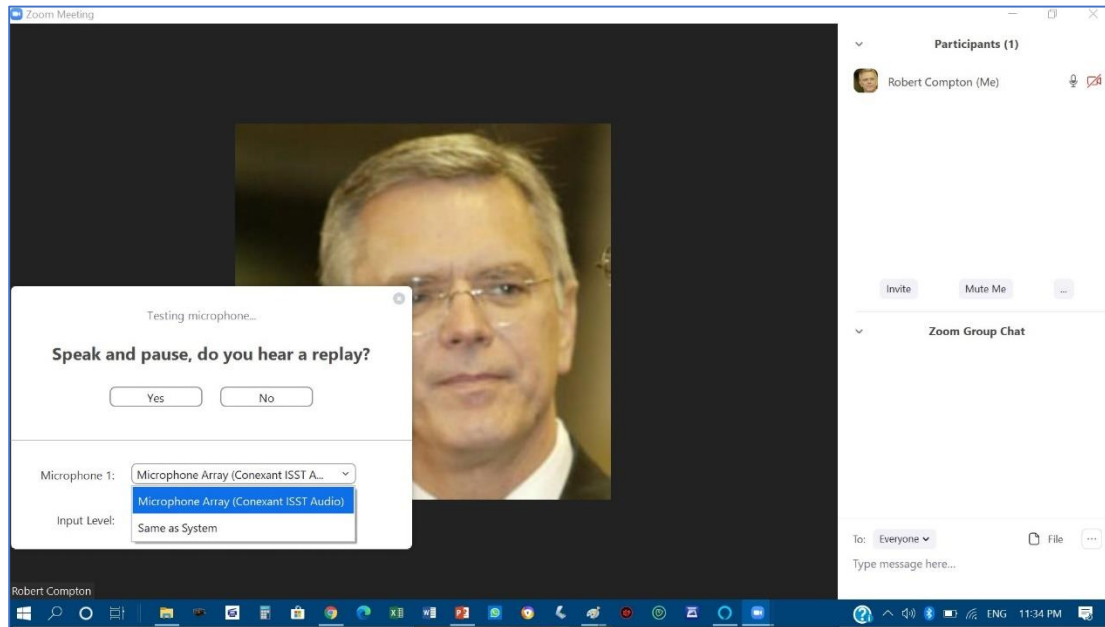 Zoom Meeting
Participants (1)
Robert Compton (Me)
Testing microphone...
Speak and pause, do you hear a replay?
Yes No
Microphone 1: Microphone Array (Conexant ISST A...
Microphone Array (Conexant ISST Audio)
Input Level:
Same as System
Invite Mute Me ...
Zoom Group Chat
To: Everyone File ...
Type message here...
Robert Compton
ENG 11:34 PM